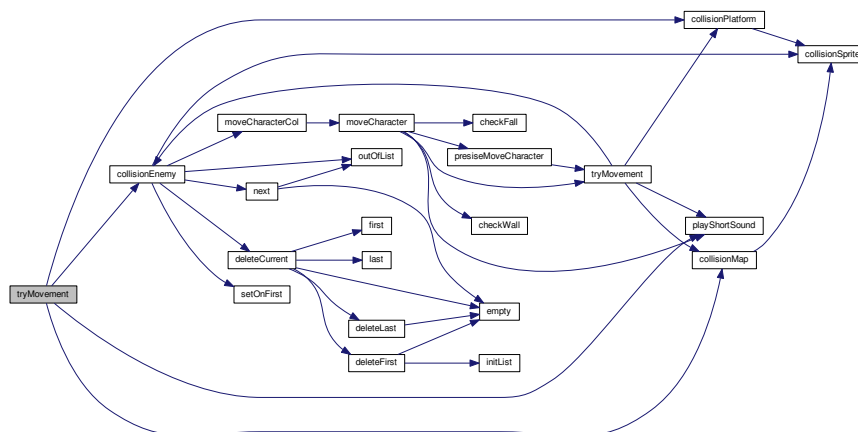 collisionPlatform
collisionSprite
moveCharacterCol
moveCharacter
checkFall
outOfList
presiseMoveCharacter
collisionEnemy
tryMovement
next
first
checkWall
playShortSound
deleteCurrent
last
collisionMap
tryMovement
setOnFirst
empty
deleteLast
deleteFirst
initList